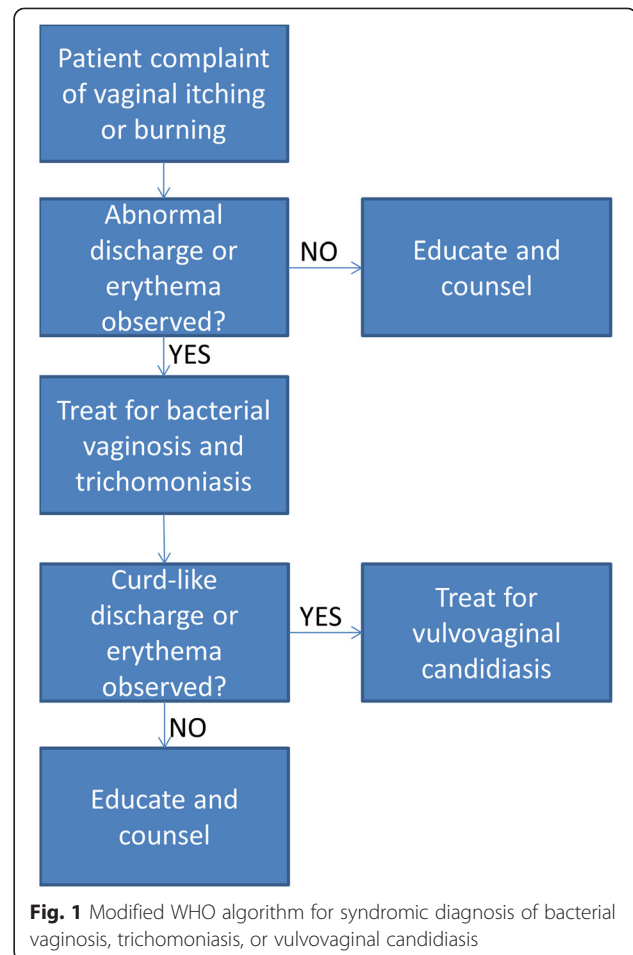 Patient complaint
of vaginal itching
or burning
Abnormal
discharge or
erythema
observed?
NO
Educate and
counsel
YES
Treat for bacterial
vaginosis and
trichomoniasis
Curd-like
discharge or
erythema
observed?
YES
Treat for
vulvovaginal
candidiasis
NO
Educate and
counsel
Fig. 1 Modified WHO algorithm for syndromic diagnosis of bacterial
vaginosis, trichomoniasis, or vulvovaginal candidiasis